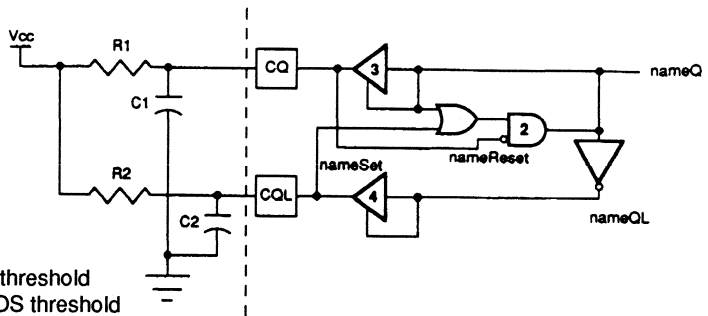 Vcc
R1
C1
CQ
3
nameQ
2
nameSet
nameReset
R2
C2
CQL
4
nameQL
threshold
DS threshold